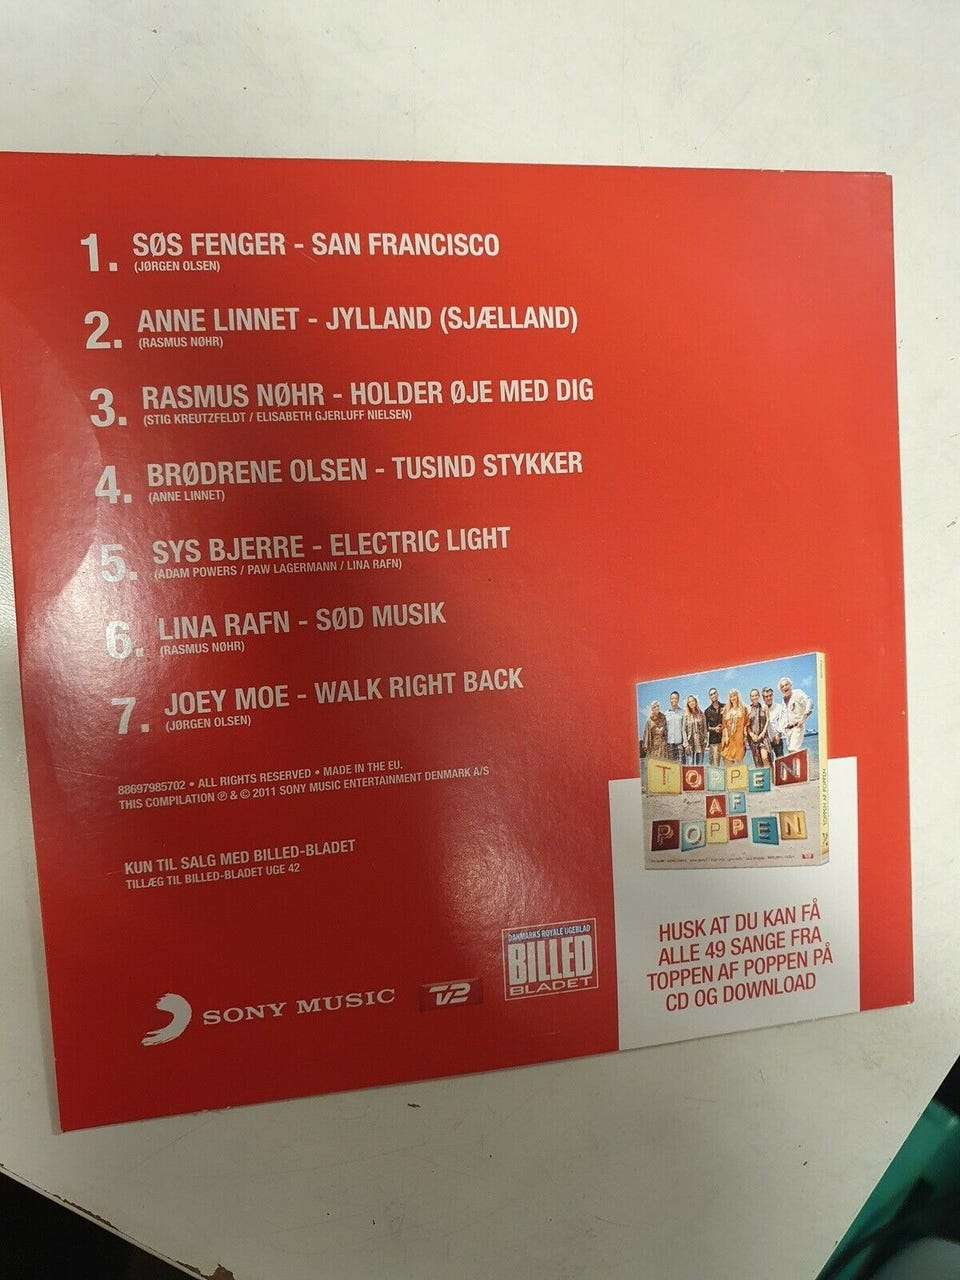 1. SØS FENGER - SAN FRANCISCO
(JØRGEN OLSEN)
2. ANNE LINNET - JYLLAND (SJÆLLAND)
(RASMUS NØHR)
3. RASMUS NØHR - HOLDER ØJE MED DIG
(STIG KREUTZFELDT / ELISABETH GJERLUFF NIELSEN)
4. BRØDRENE OLSEN - TUSIND STYKKER
(ANNE LINNET)
5. SYS BJERRE - ELECTRIC LIGHT
(ADAM POWERS / PAW LAGERMANN / LINA RAFN)
6. LINA RAFN - SØD MUSIK
(RASMUS NØHR)
7. JOEY MOE - WALK RIGHT BACK
(JØRGEN OLSEN)
88697985702 • ALL RIGHTS RESERVED • MADE IN THE EU.
THIS COMPILATION ℗ & © 2011 SONY MUSIC ENTERTAINMENT DENMARK A/S
KUN TIL SALG MED BILLED-BLADET
TILLÆG TIL BILLED-BLADET UGE 42
SONY MUSIC
TV2
DANMARKS ROYALE UGEBLAD
BILLED
BLADET
TOPPEN
AF
POPPEN
TOPPEN AF POPPEN
HUSK AT DU KAN FÅ
ALLE 49 SANGE FRA
TOPPEN AF POPPEN PÅ
CD OG DOWNLOAD